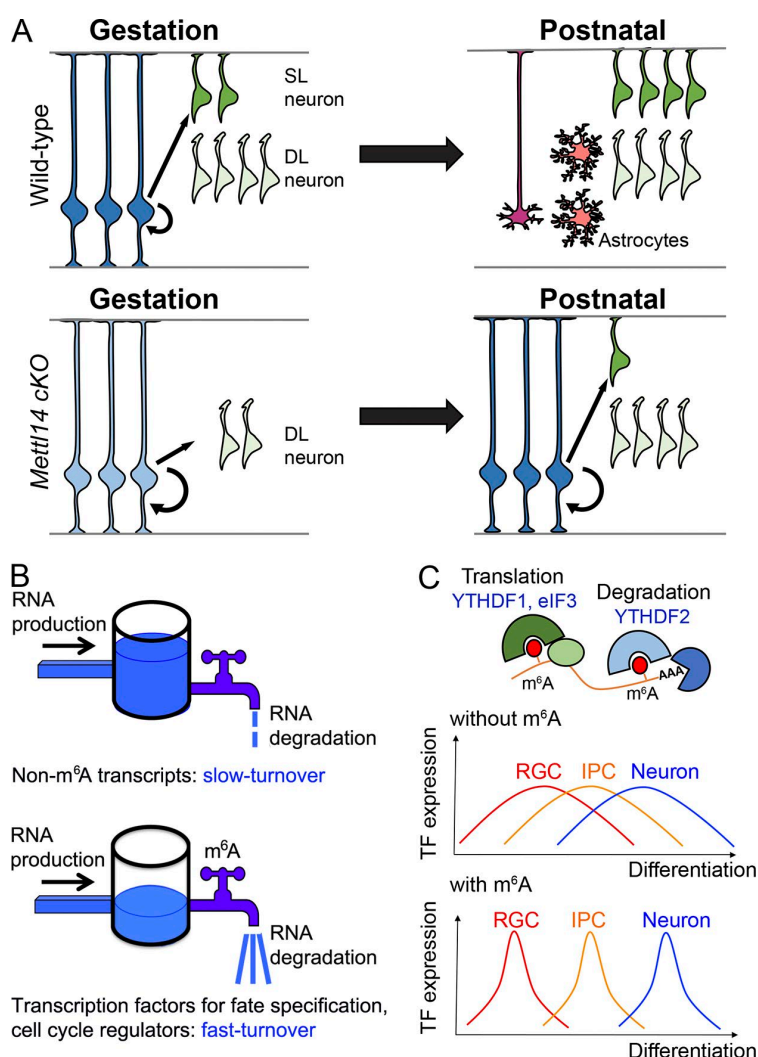 A
Gestation
Postnatal
Wild-type
SL
neuron
DL
neuron
Astrocytes
Gestation
Postnatal
Mettl14 cKO
DL
neuron
B
RNA
production
RNA
degradation
Non-m⁶A transcripts: slow-turnover
RNA
production
m⁶A
RNA
degradation
Transcription factors for fate specification,
cell cycle regulators: fast-turnover
C
Translation
YTHDF1, eIF3
Degradation
YTHDF2
m⁶A
m⁶A
AAA
without m⁶A
TF expression
RGC IPC Neuron
Differentiation
with m⁶A
TF expression
RGC IPC Neuron
Differentiation